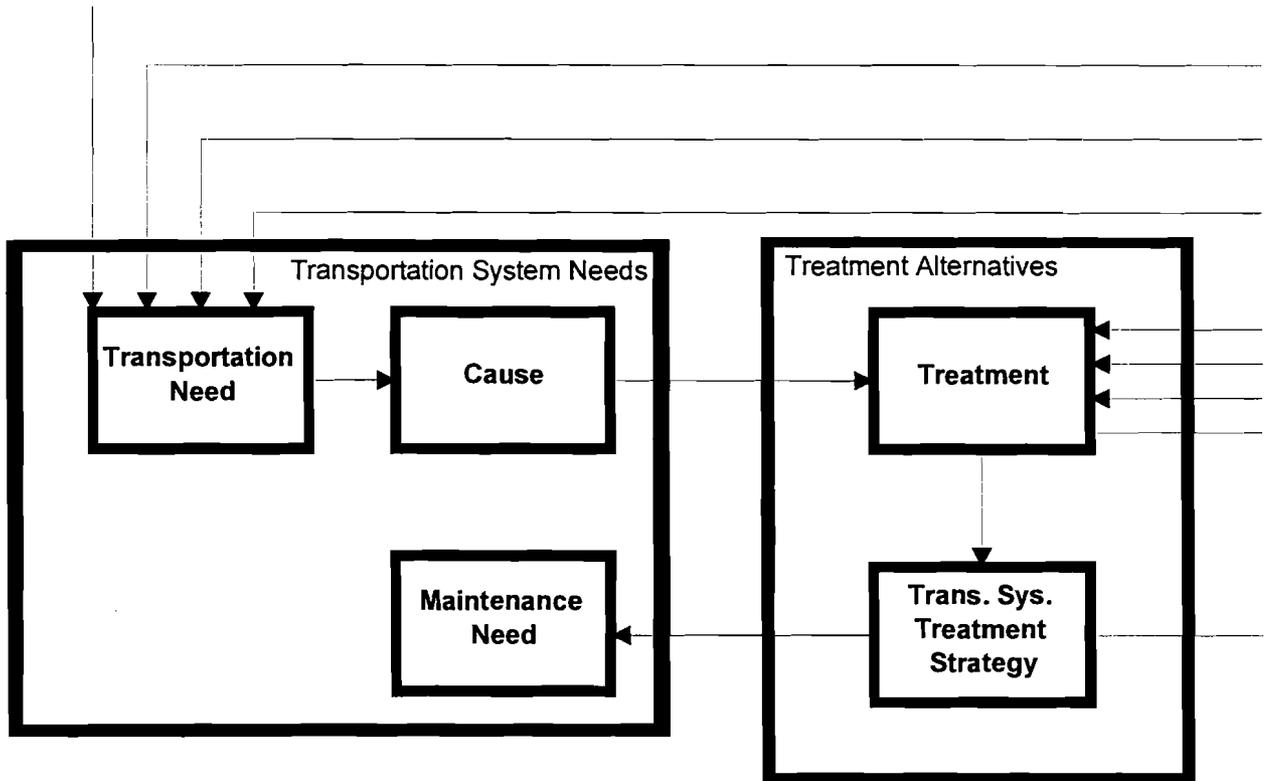 Transportation System Needs
Treatment Alternatives
Transportation
Need
Cause
Treatment
Maintenance
Need
Trans. Sys.
Treatment
Strategy